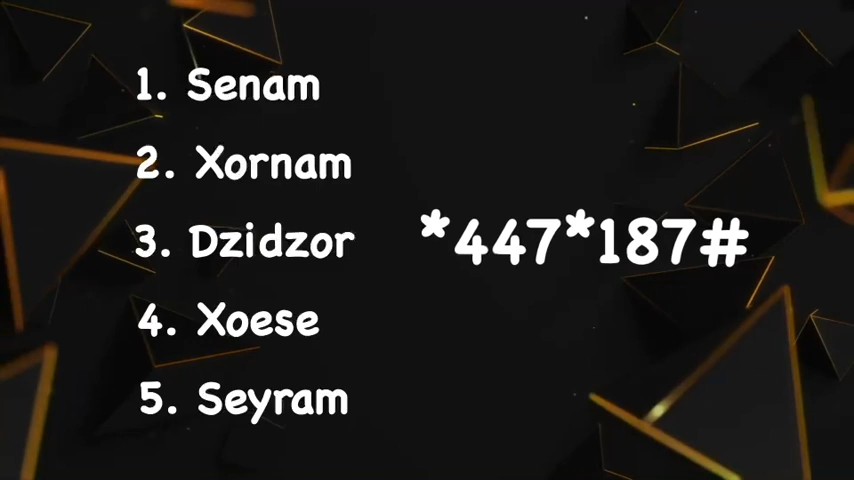 1. Senam
2. Xornam
3. Dzidzor
4. Xoese
5. Seyram
*447*187#